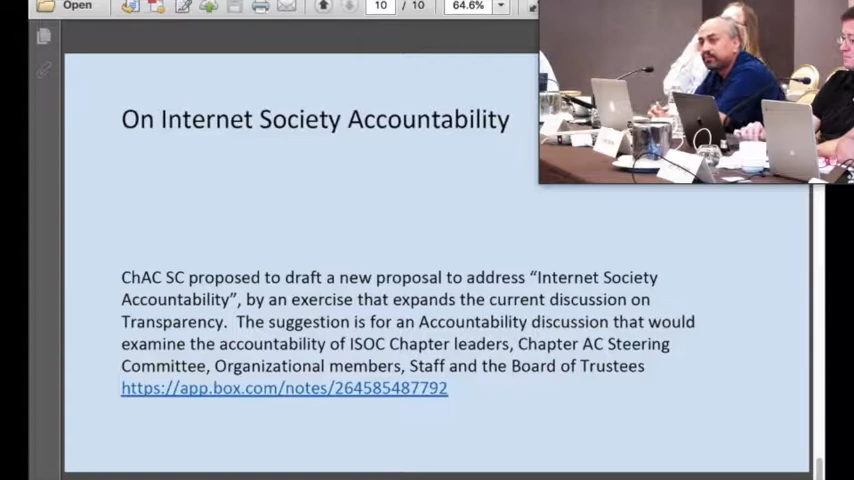 Open
10 / 10
64.6%
On Internet Society Accountability
ChAC SC proposed to draft a new proposal to address “Internet Society
Accountability”, by an exercise that expands the current discussion on
Transparency.  The suggestion is for an Accountability discussion that would
examine the accountability of ISOC Chapter leaders, Chapter AC Steering
Committee, Organizational members, Staff and the Board of Trustees
https://app.box.com/notes/264585487792